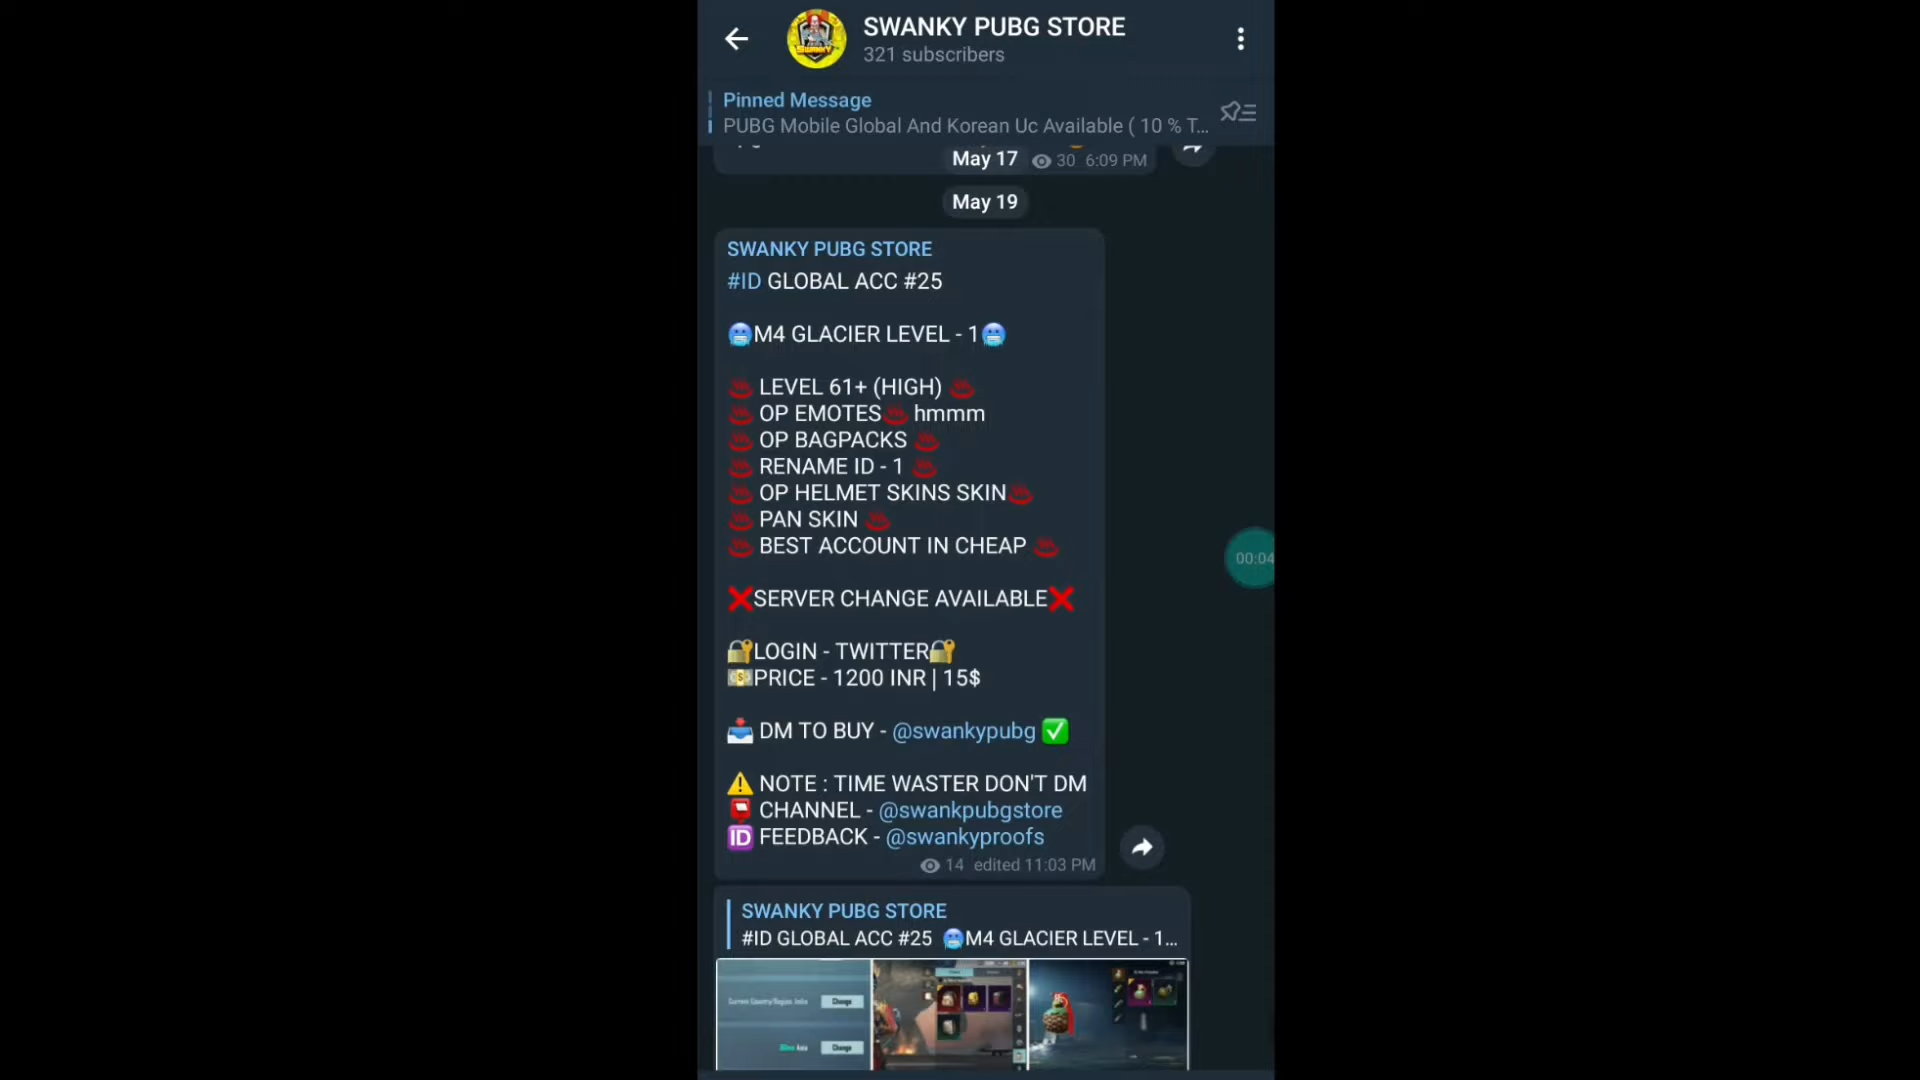 SWANKY PUBG STORE
321 subscribers
Pinned Message
PUBG Mobile Global And Korean Uc Available ( 10 % T...
May 17
30 6:09 PM
May 19
SWANKY PUBG STORE
#ID GLOBAL ACC #25
🥶M4 GLACIER LEVEL - 1🥶
♨️ LEVEL 61+ (HIGH) ♨️
♨️ OP EMOTES♨️ hmmm
♨️ OP BAGPACKS ♨️
♨️ RENAME ID - 1 ♨️
♨️ OP HELMET SKINS SKIN♨️
♨️ PAN SKIN ♨️
♨️ BEST ACCOUNT IN CHEAP ♨️
❌SERVER CHANGE AVAILABLE❌
🔐LOGIN - TWITTER🔐
💵PRICE - 1200 INR | 15$
📥 DM TO BUY - @swankypubg ✅
⚠️ NOTE : TIME WASTER DON'T DM
📮 CHANNEL - @swankpubgstore
🆔 FEEDBACK - @swankyproofs
14 edited 11:03 PM
00:04
SWANKY PUBG STORE
#ID GLOBAL ACC #25 🥶M4 GLACIER LEVEL - 1...
Change
Change